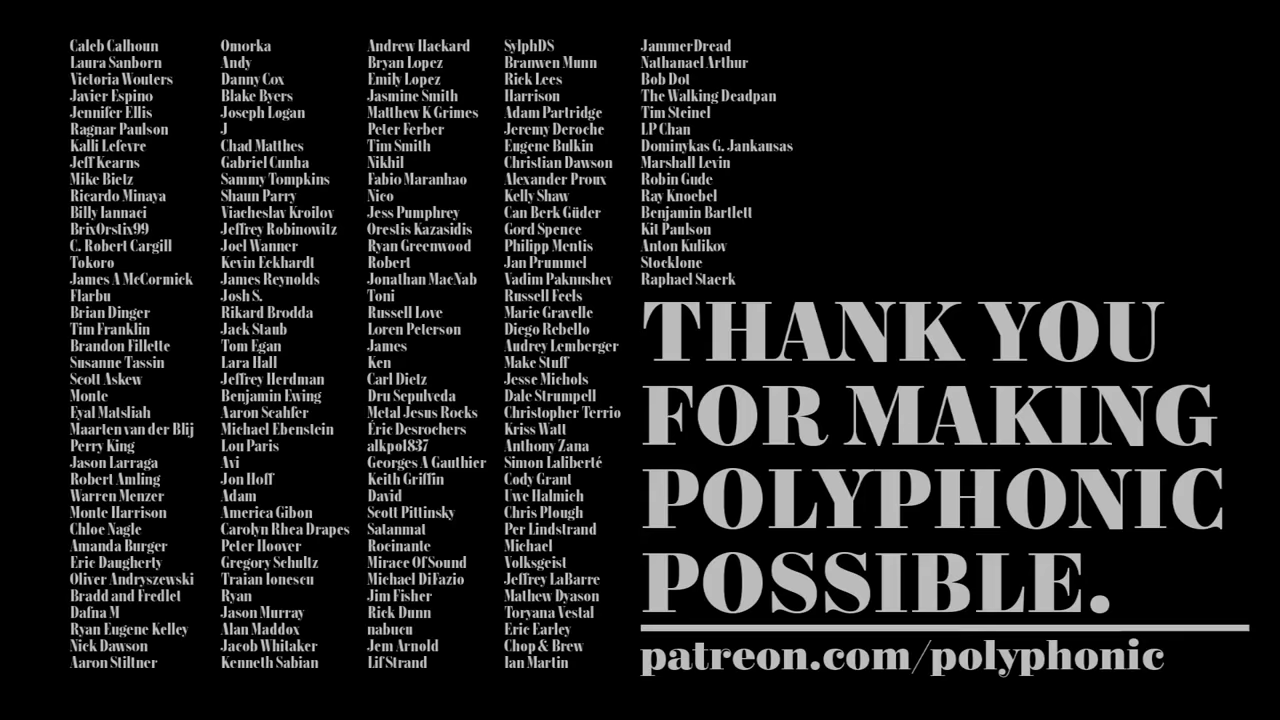 Caleb Calhoun
Laura Sanborn
Victoria Wouters
Javier Espino
Jennifer Ellis
Ragnar Paulson
Kalli Lefevre
Jeff Kearns
Mike Bietz
Ricardo Minaya
Billy Iannaci
BrixOrstix99
C. Robert Cargill
Tokoro
James A McCormick
Flarbu
Brian Dinger
Tim Franklin
Brandon Fillette
Susanne Tassin
Scott Askew
Monte
Eyal Matsliah
Maarten van der Blij
Perry King
Jason Larraga
Robert Amling
Warren Menzer
Monte Harrison
Chloe Nagle
Amanda Burger
Eric Daugherty
Oliver Andryszewski
Bradd and Fredlet
Dafna M
Ryan Eugene Kelley
Nick Dawson
Aaron Stiltner
Omorka
Andy
Danny Cox
Blake Byers
Joseph Logan
J
Chad Matthes
Gabriel Cunha
Sammy Tompkins
Shaun Parry
Viacheslav Kroilov
Jeffrey Robinowitz
Joel Wanner
Kevin Eckhardt
James Reynolds
Josh S.
Rikard Brodda
Jack Staub
Tom Egan
Lara Hall
Jeffrey Herdman
Benjamin Ewing
Aaron Seahfer
Michael Ebenstein
Lou Paris
Avi
Jon Hoff
Adam
America Gibon
Carolyn Rhea Drapes
Peter Hoover
Gregory Schultz
Traian Ionescu
Ryan
Jason Murray
Alan Maddox
Jacob Whitaker
Kenneth Sabian
Andrew Hackard
Bryan Lopez
Emily Lopez
Jasmine Smith
Matthew K Grimes
Peter Ferber
Tim Smith
Nikhil
Fabio Maranhao
Nico
Jess Pumphrey
Orestis Kazasidis
Ryan Greenwood
Robert
Jonathan MacNab
Toni
Russell Love
Loren Peterson
James
Ken
Carl Dietz
Dru Sepulveda
Metal Jesus Rocks
Éric Desrochers
alkpo1837
Georges A Gauthier
Keith Griffin
David
Scott Pittinsky
Satanmat
Rocinante
Mirace Of Sound
Michael DiFazio
Jim Fisher
Rick Dunn
nabucu
Jem Arnold
Lif Strand
SylphDS
Branwen Munn
Rick Lees
Harrison
Adam Partridge
Jeremy Deroche
Eugene Bulkin
Christian Dawson
Alexander Proux
Kelly Shaw
Can Berk Güder
Gord Spence
Philipp Mentis
Jan Prummel
Vadim Paknushev
Russell Feels
Marie Gravelle
Diego Rebello
Audrey Lemberger
Make Stuff
Jesse Michols
Dale Strumpell
Christopher Terrio
Kriss Watt
Anthony Zana
Simon Laliberté
Cody Grant
Uwe Halmich
Chris Plough
Per Lindstrand
Michael
Volksgeist
Jeffrey LaBarre
Mathew Dyason
Toryana Vestal
Eric Earley
Chop & Brew
Ian Martin
JammerDread
Nathanael Arthur
Bob Dot
The Walking Deadpan
Tim Steinel
LP Chan
Dominykas G. Jankausas
Marshall Levin
Robin Gude
Ray Knoebel
Benjamin Bartlett
Kit Paulson
Anton Kulikov
Stocklone
Raphael Staerk
THANK YOU
FOR MAKING
POLYPHONIC
POSSIBLE.
patreon.com/polyphonic